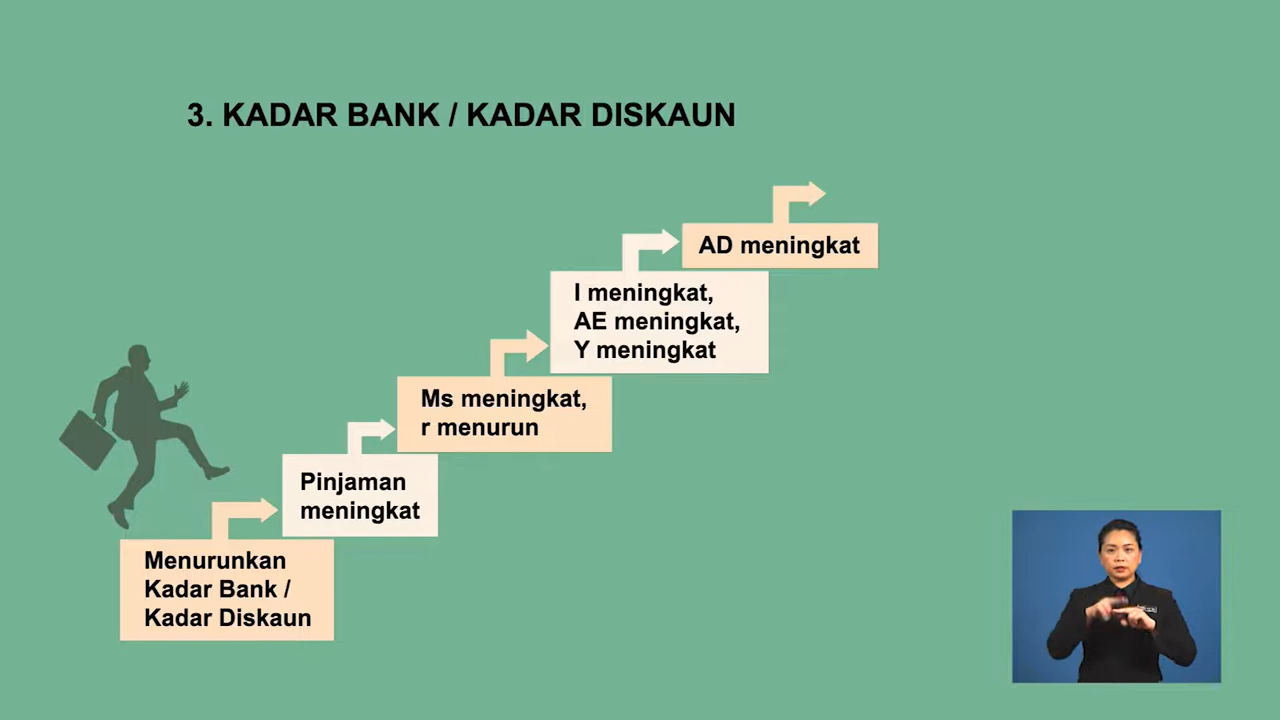 3. KADAR BANK / KADAR DISKAUN
AD meningkat
I meningkat,
AE meningkat,
Y meningkat
Ms meningkat,
r menurun
Pinjaman
meningkat
Menurunkan
Kadar Bank /
Kadar Diskaun